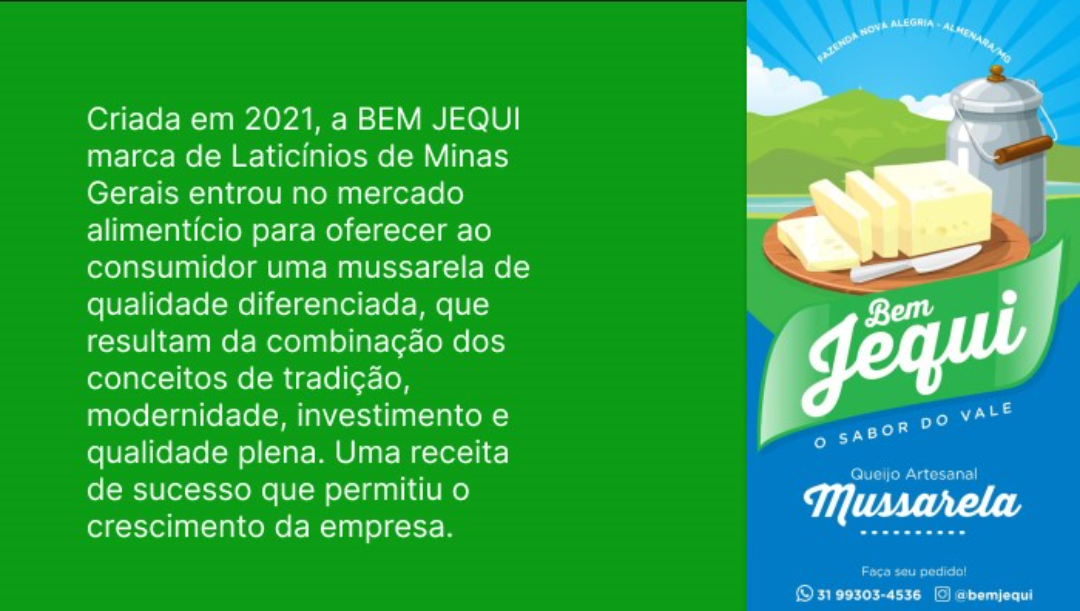 Criada em 2021, a BEM JEQUI
marca de Laticínios de Minas
Gerais entrou no mercado
alimentício para oferecer ao
consumidor uma mussarela de
qualidade diferenciada, que
resultam da combinação dos
conceitos de tradição,
modernidade, investimento e
qualidade plena. Uma receita
de sucesso que permitiu o
crescimento da empresa.
FAZENDA NOVA ALEGRIA - ALMENARA/MG
Bem
Jequi
O SABOR DO VALE
Queijo Artesanal
Mussarela
Faça seu pedido!
31 99303-4536 @bemjequi